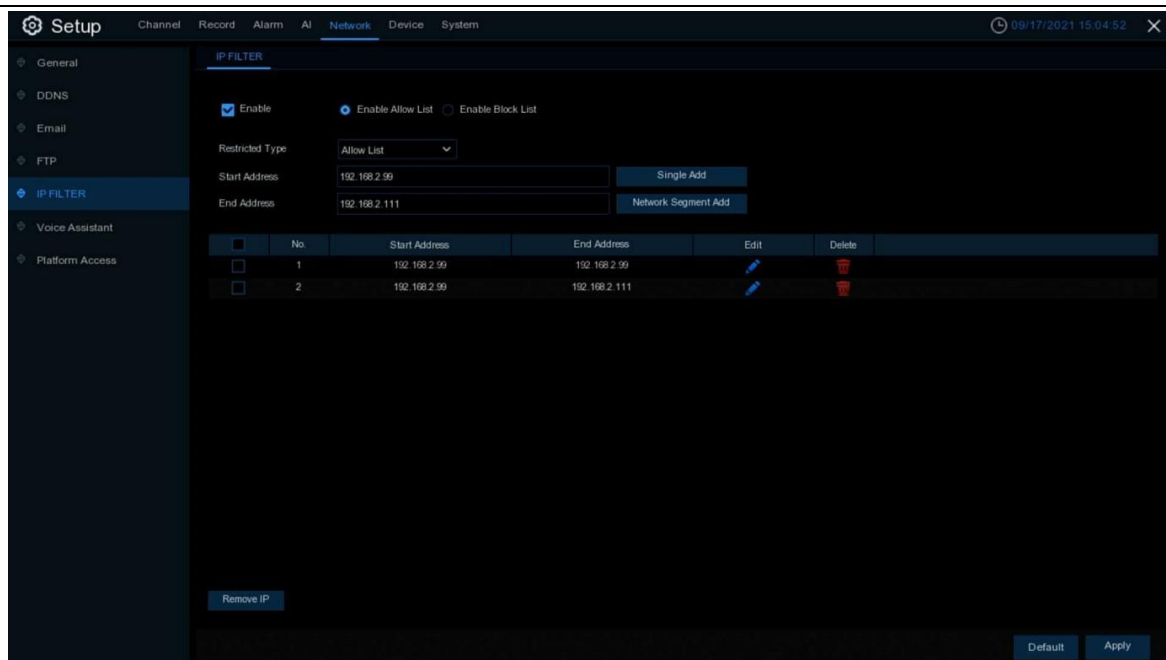 Setup Channel Record Alarm AI Network Device System 09/17/2021 15:04:52
General
DDNS
Email
FTP
IP FILTER
Voice Assistant
Platform Access
IP FILTER
Enable Enable Allow List Enable Block List
Restricted Type Allow List
Start Address 192.168.2.99 Single Add
End Address 192.168.2.111 Network Segment Add
No. Start Address End Address Edit Delete
1 192.168.2.99 192.168.2.99
2 192.168.2.99 192.168.2.111
Remove IP
Default Apply